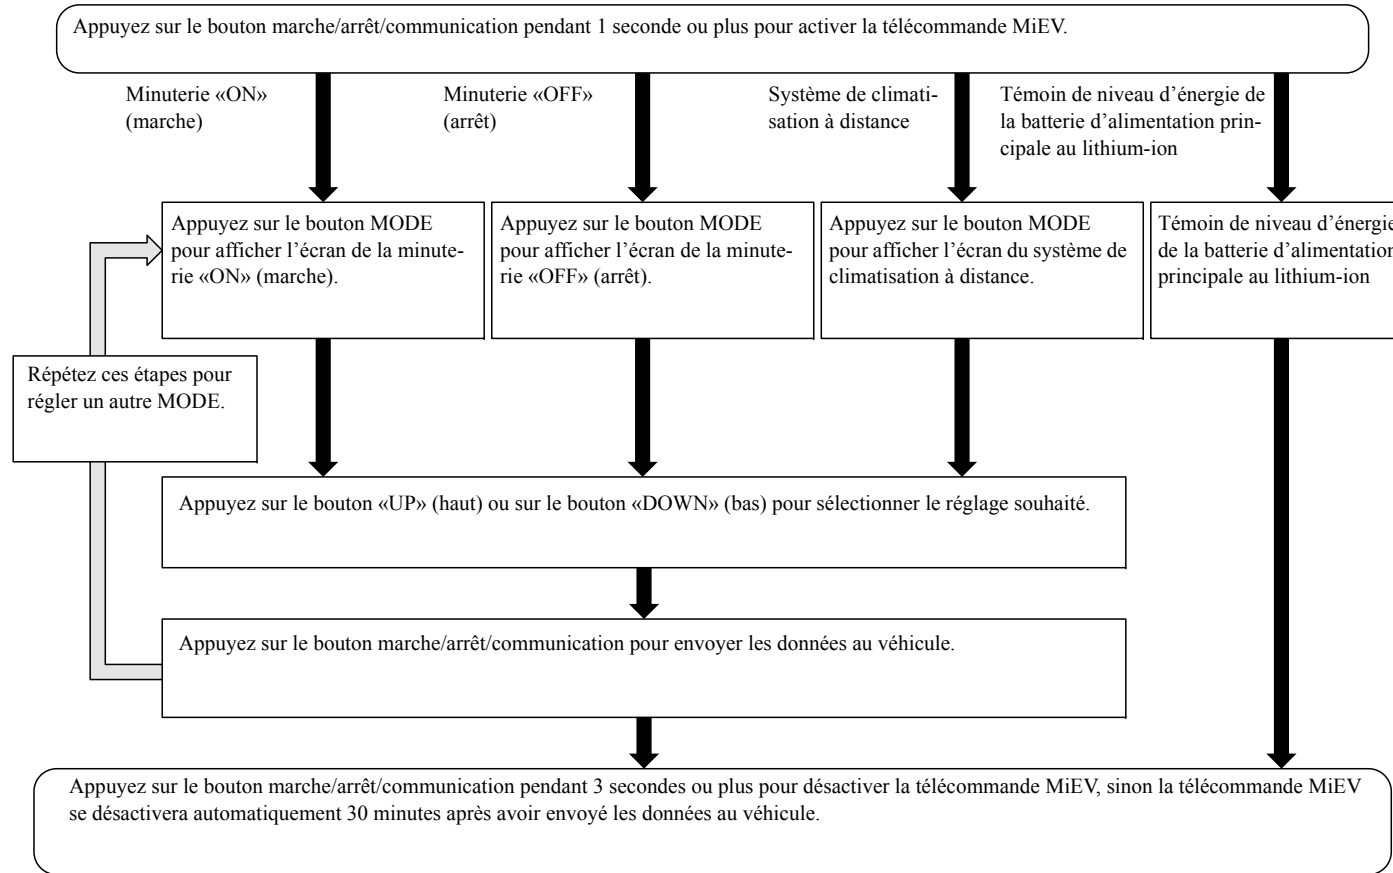 Appuyez sur le bouton marche/arrêt/communication pendant 1 seconde ou plus pour activer la télécommande MiEV.
Minuterie «ON»
(marche)
Minuterie «OFF»
(arrêt)
Système de climati-
sation à distance
Témoin de niveau d’énergie de
la batterie d’alimentation prin-
cipale au lithium-ion
Appuyez sur le bouton MODE
pour afficher l’écran de la minute-
rie «ON» (marche).
Appuyez sur le bouton MODE
pour afficher l’écran de la minute-
rie «OFF» (arrêt).
Appuyez sur le bouton MODE
pour afficher l’écran du système de
climatisation à distance.
Témoin de niveau d’énergie
de la batterie d’alimentation
principale au lithium-ion
Répétez ces étapes pour
régler un autre MODE.
Appuyez sur le bouton «UP» (haut) ou sur le bouton «DOWN» (bas) pour sélectionner le réglage souhaité.
Appuyez sur le bouton marche/arrêt/communication pour envoyer les données au véhicule.
Appuyez sur le bouton marche/arrêt/communication pendant 3 secondes ou plus pour désactiver la télécommande MiEV, sinon la télécommande MiEV
se désactivera automatiquement 30 minutes après avoir envoyé les données au véhicule.